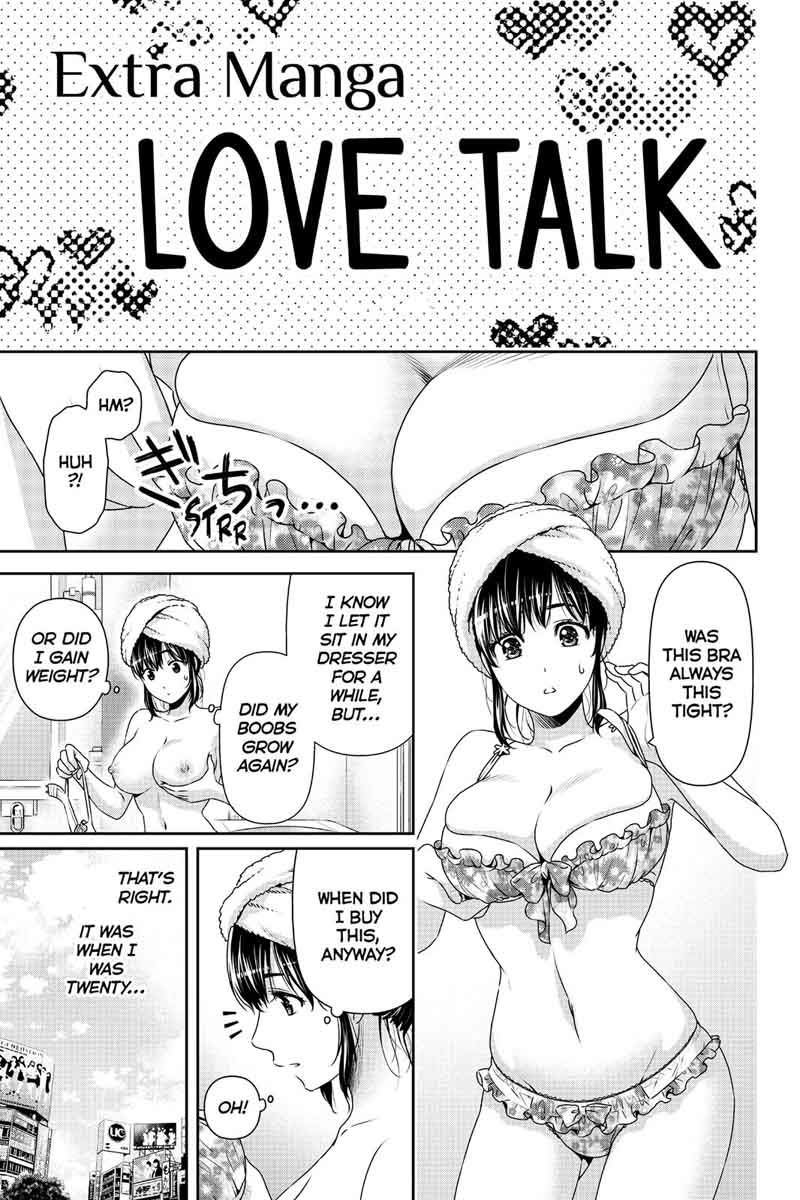 Extra Manga
LOVE TALK
HM?
HUH
?!
ぎちっ…
STRR
WAS
THIS BRA
ALWAYS
THIS
TIGHT?
I KNOW
I LET IT
SIT IN MY
DRESSER
FOR A
WHILE,
BUT...
DID MY
BOOBS
GROW
AGAIN?
OR DID
I GAIN
WEIGHT?
WHEN DID
I BUY
THIS,
ANYWAY?
OH!
THAT'S
RIGHT.
IT WAS
WHEN I
WAS
TWENTY...